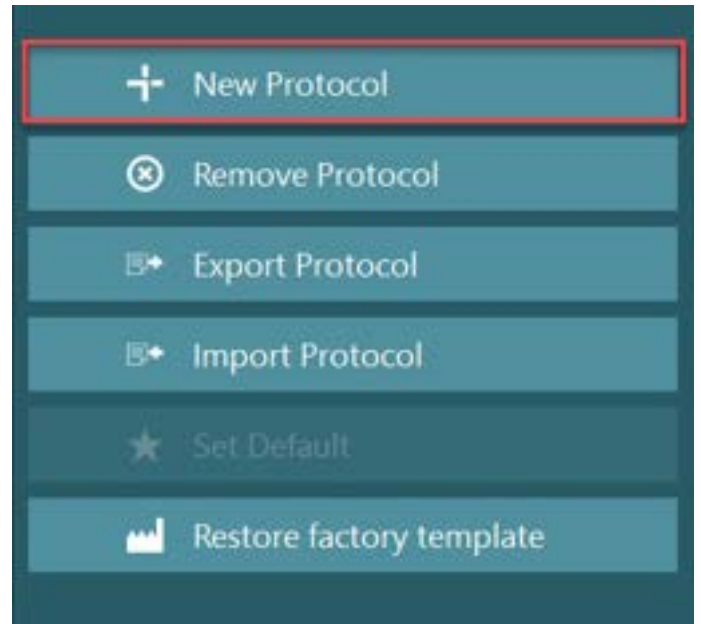 New Protocol
Remove Protocol
Export Protocol
Import Protocol
Set Default
Restore factory template